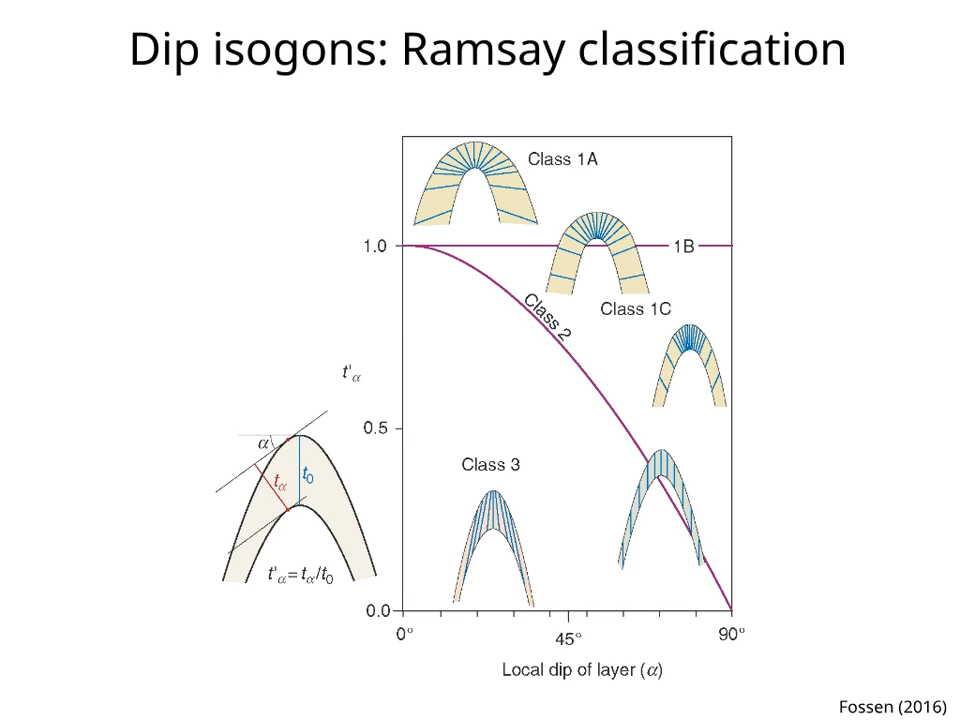 Dip isogons: Ramsay classification
Class 1A
1.0
1B
Class 2
Class 1C
t'α
0.5
α
tα
t0
Class 3
t'α=tα/t0
0.0
0°
45°
90°
Local dip of layer (α)
Fossen (2016)